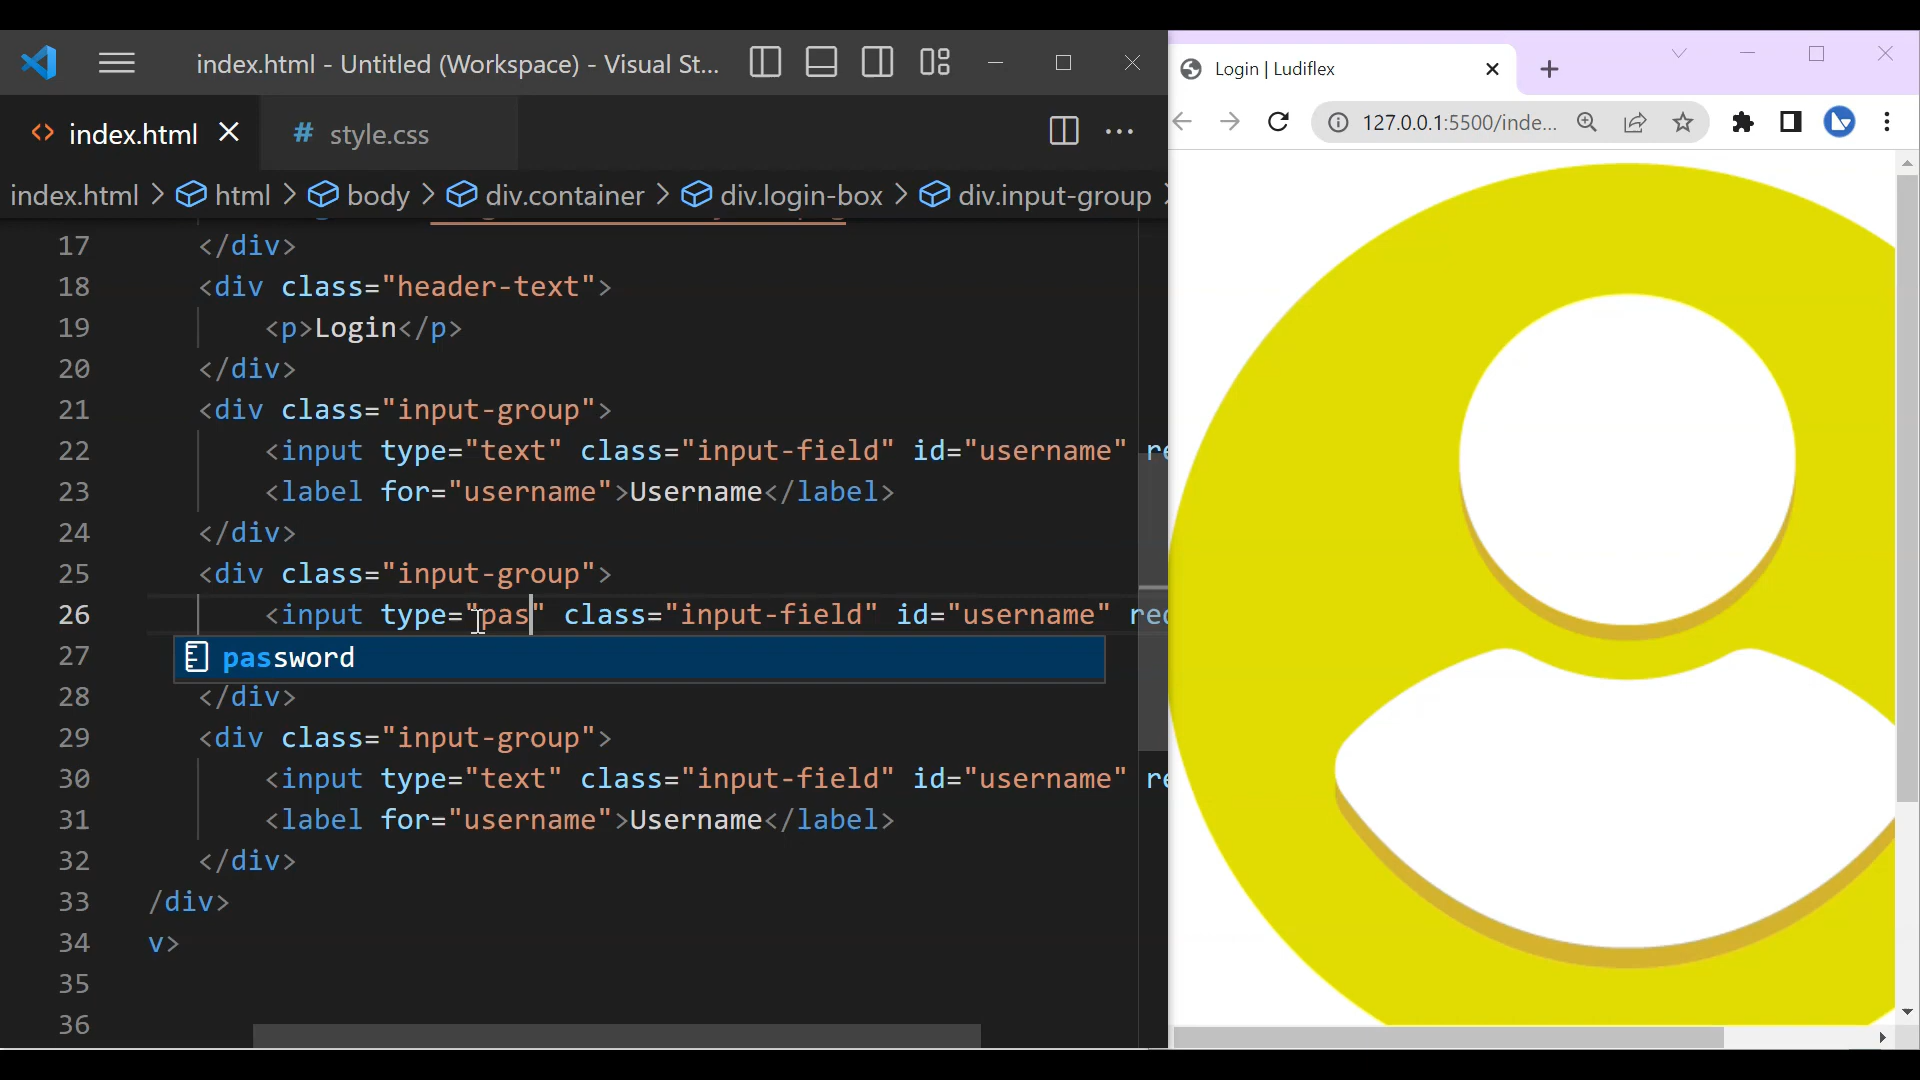 index.html - Untitled (Workspace) - Visual St...
Login | Ludiflex
index.html
# style.css
127.0.0.1:5500/inde...
index.html > html > body > div.container > div.login-box > div.input-group >
17 </div>
18 <div class="header-text">
19 <p>Login</p>
20 </div>
21 <div class="input-group">
22 <input type="text" class="input-field" id="username" re
23 <label for="username">Username</label>
24 </div>
25 <div class="input-group">
26 <input type="pas" class="input-field" id="username" req
password
27
28 </div>
29 <div class="input-group">
30 <input type="text" class="input-field" id="username" re
31 <label for="username">Username</label>
32 </div>
33 /div>
34 v>
35
36